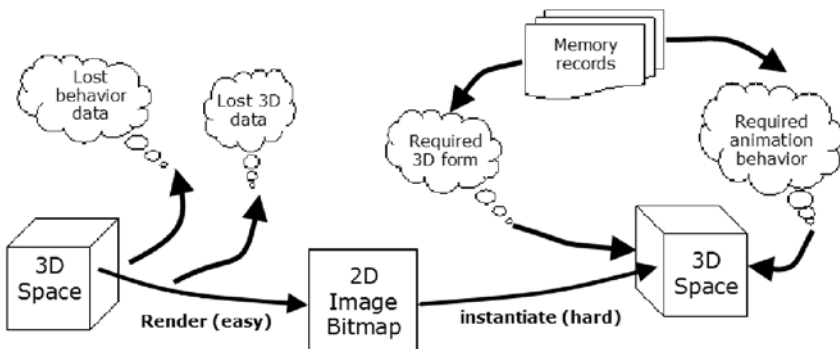 Lost
behavior
data
Lost 3D
data
Memory
records
Required
3D form
Required
animation
behavior
3D
Space
Render (easy)
2D
Image
Bitmap
instantiate (hard)
3D
Space